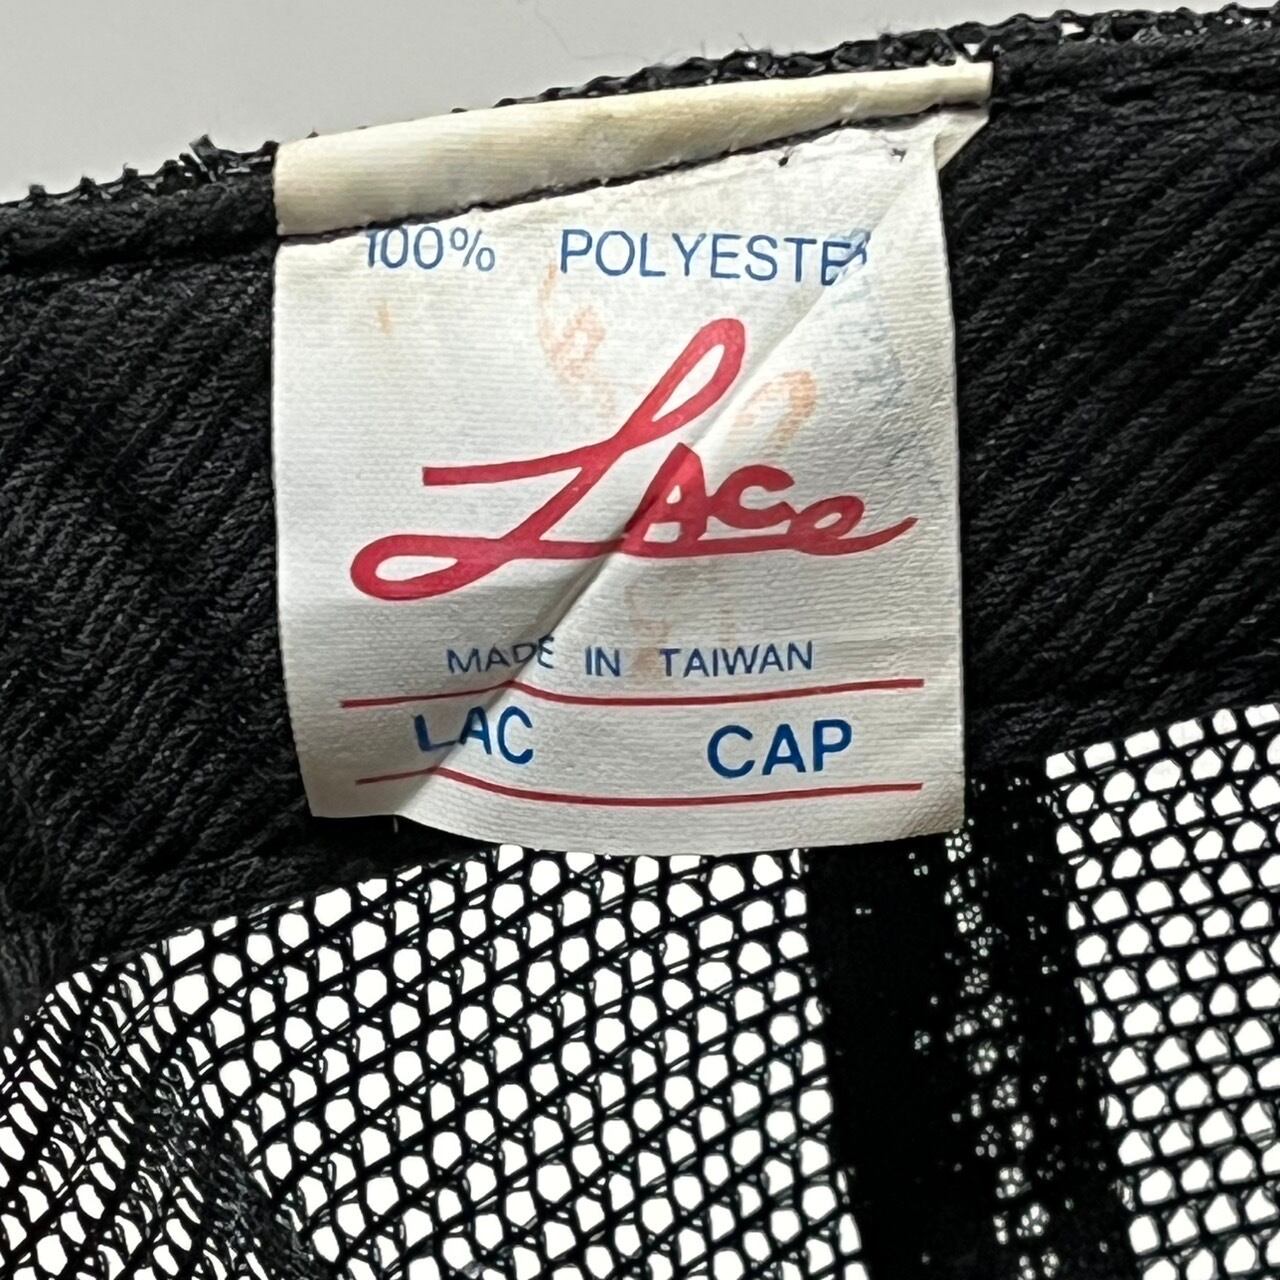 100% POLYESTER
LAce
MADE IN TAIWAN
LAC CAP